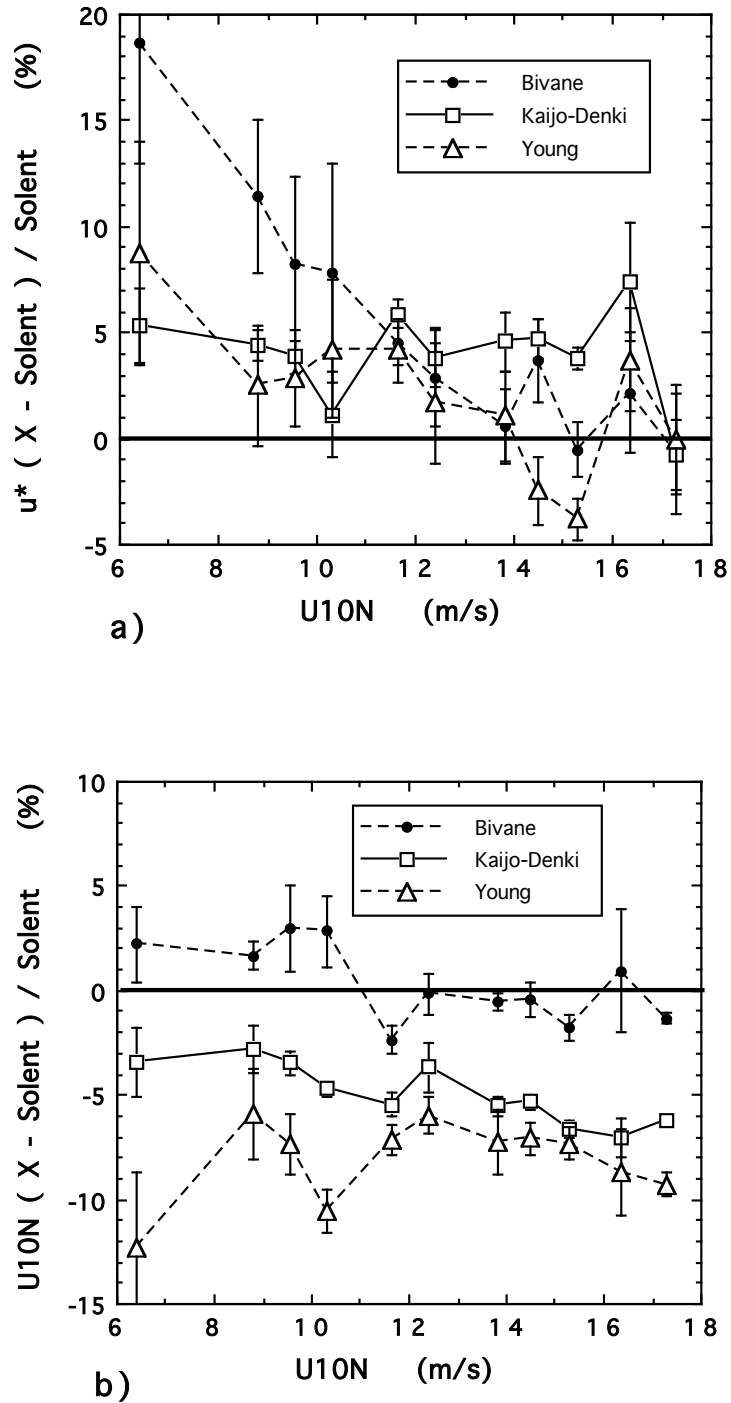 u* ( X - Solent ) / Solent (%)
20
15
10
5
0
-5
Bivane
Kaijo-Denki
Young
6 8 10 12 14 16 18
U10N (m/s)
a)
U10N ( X - Solent ) / Solent (%)
10
5
0
-5
-10
-15
Bivane
Kaijo-Denki
Young
6 8 10 12 14 16 18
U10N (m/s)
b)